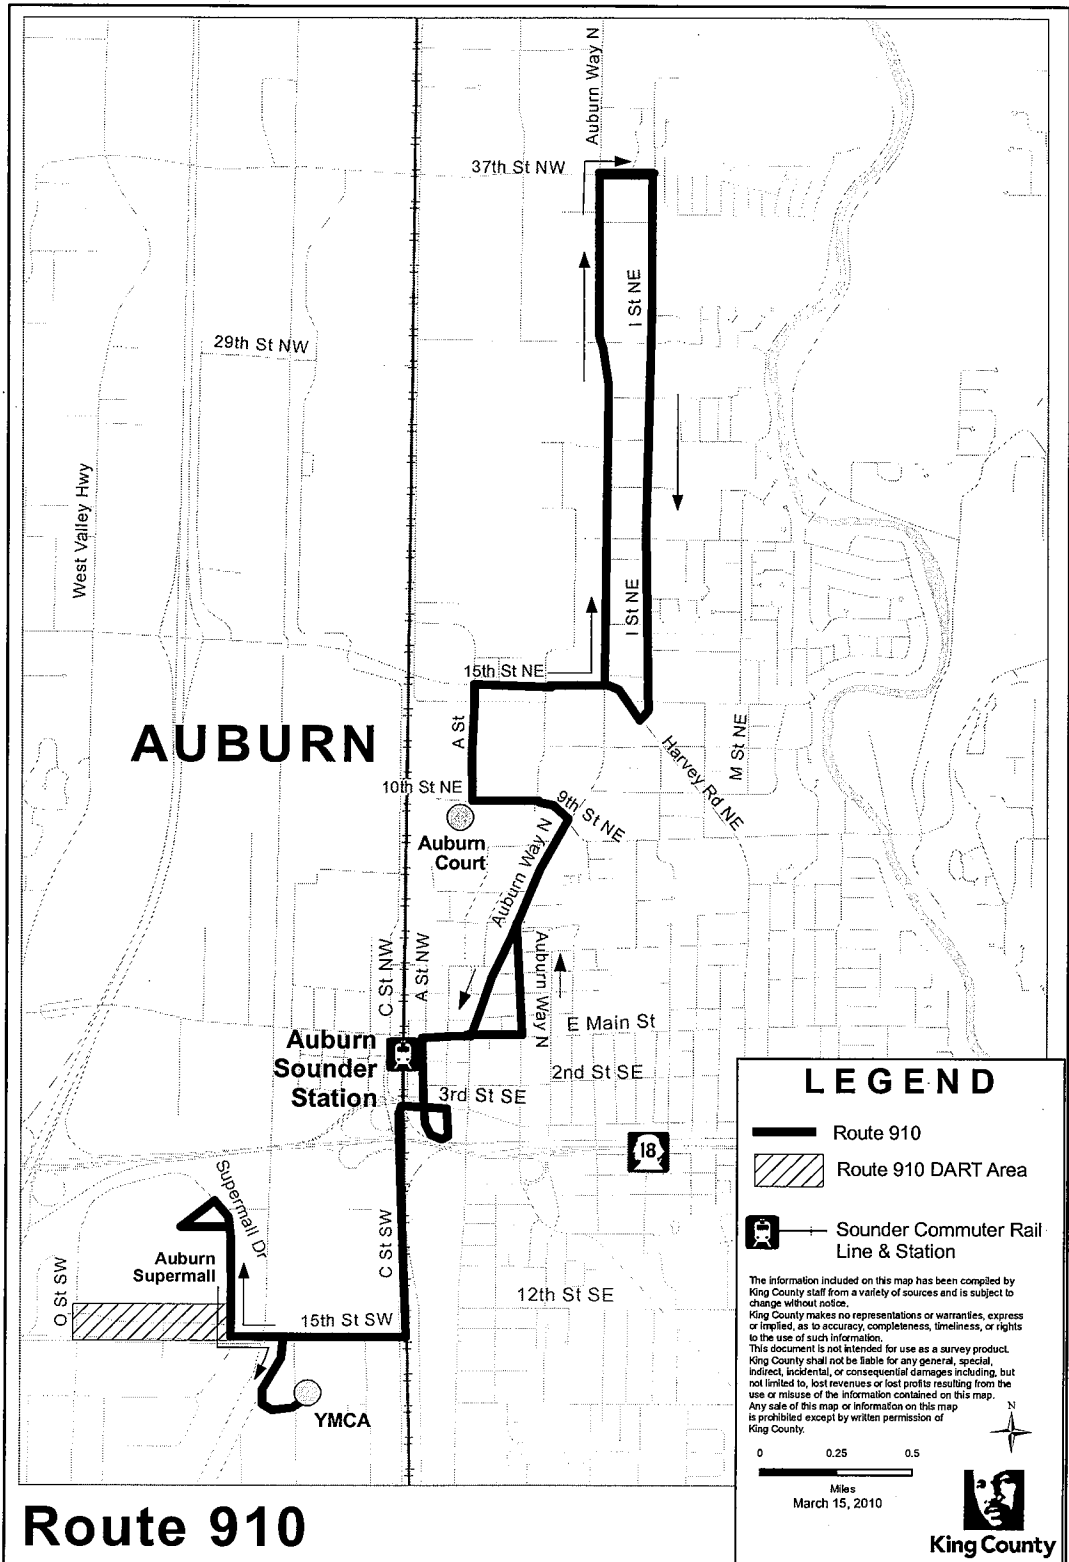 Auburn Way N
37th St NW
I St NE
29th St NW
West Valley Hwy
I St NE
15th St NE
A St
AUBURN
M St NE
Harvey Rd NE
10th St NE
9th St NE
Auburn
Court
Auburn Way N
C St NW
A St NW
Auburn Way N
E Main St
Auburn
Sounder
Station
2nd St SE
3rd St SE
18
Supermall Dr
C St SW
Auburn
Supermall
O St SW
12th St SE
15th St SW
YMCA
LEGEND
Route 910
Route 910 DART Area
Sounder Commuter Rail
Line & Station
The information included on this map has been compiled by
King County staff from a variety of sources and is subject to
change without notice.
King County makes no representations or warranties, express
or implied, as to accuracy, completeness, timeliness, or rights
to the use of such information.
This document is not intended for use as a survey product.
King County shall not be liable for any general, special,
indirect, incidental, or consequential damages including, but
not limited to, lost revenues or lost profits resulting from the
use or misuse of the information contained on this map.
Any sale of this map or information on this map
is prohibited except by written permission of
King County.
N
0 0.25 0.5
Miles
March 15, 2010
King County
Route 910